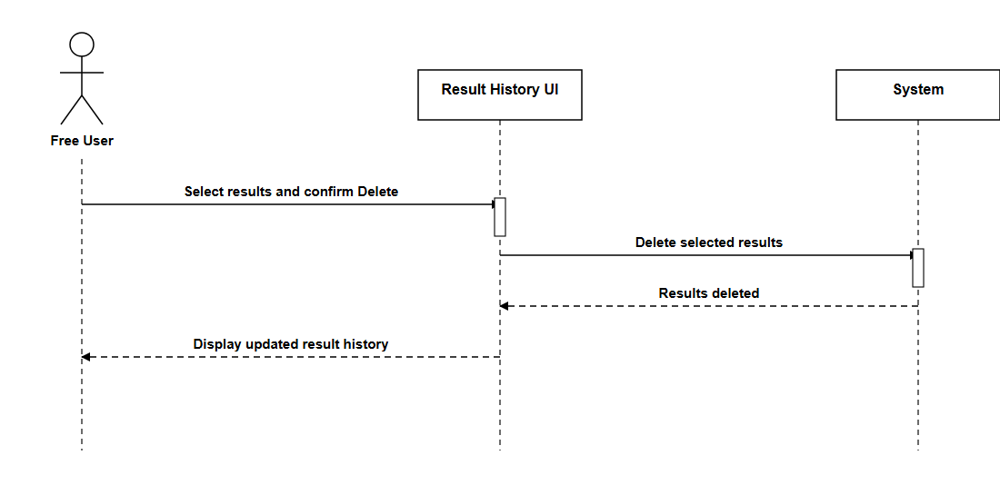 Result History UI
System
Free User
Select results and confirm Delete
Delete selected results
Results deleted
Display updated result history